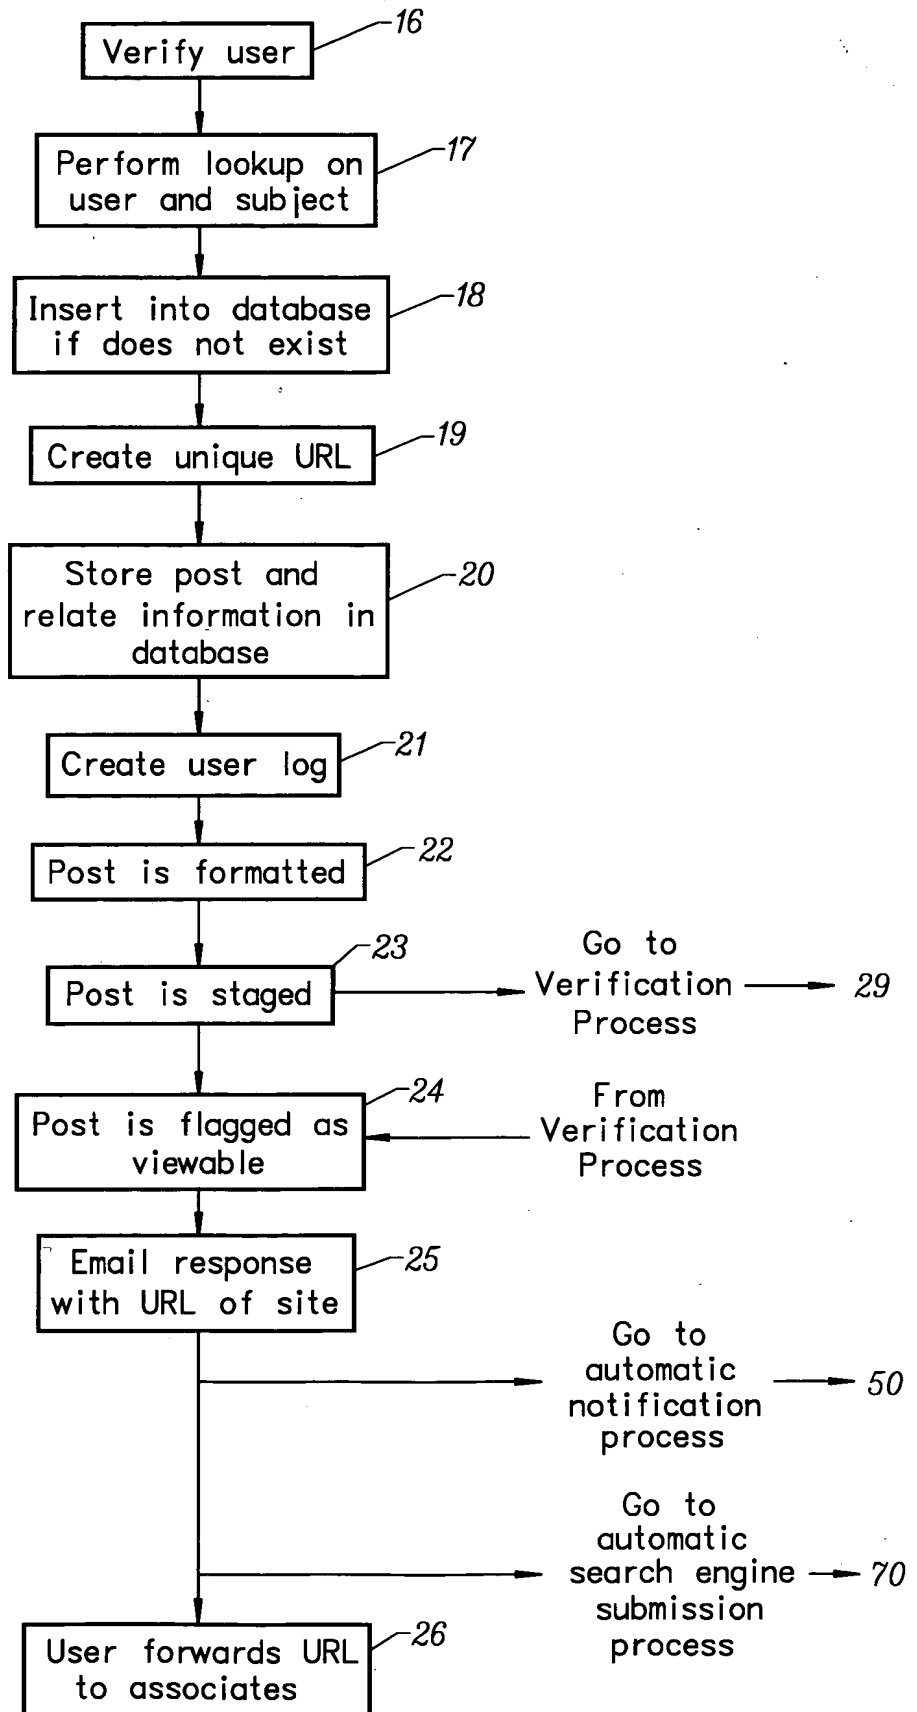 16
Verify user
17
Perform lookup on
user and subject
18
Insert into database
if does not exist
19
Create unique URL
20
Store post and
relate information in
database
21
Create user log
22
Post is formatted
23
Post is staged
Go to
Verification
Process
29
24
Post is flagged as
viewable
From
Verification
Process
25
Email response
with URL of site
Go to
automatic
notification
process
50
Go to
automatic
search engine
submission
process
70
26
User forwards URL
to associates